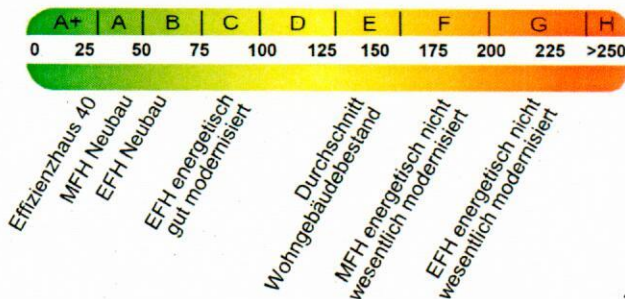 A+ A B C D E F G H
0 25 50 75 100 125 150 175 200 225 >250
Effizienzhaus 40
MFH Neubau
EFH Neubau
EFH energetisch
gut modernisiert
Durchschnitt
Wohngebäudebestand
MFH energetisch nicht
wesentlich modernisiert
EFH energetisch nicht
wesentlich modernisiert